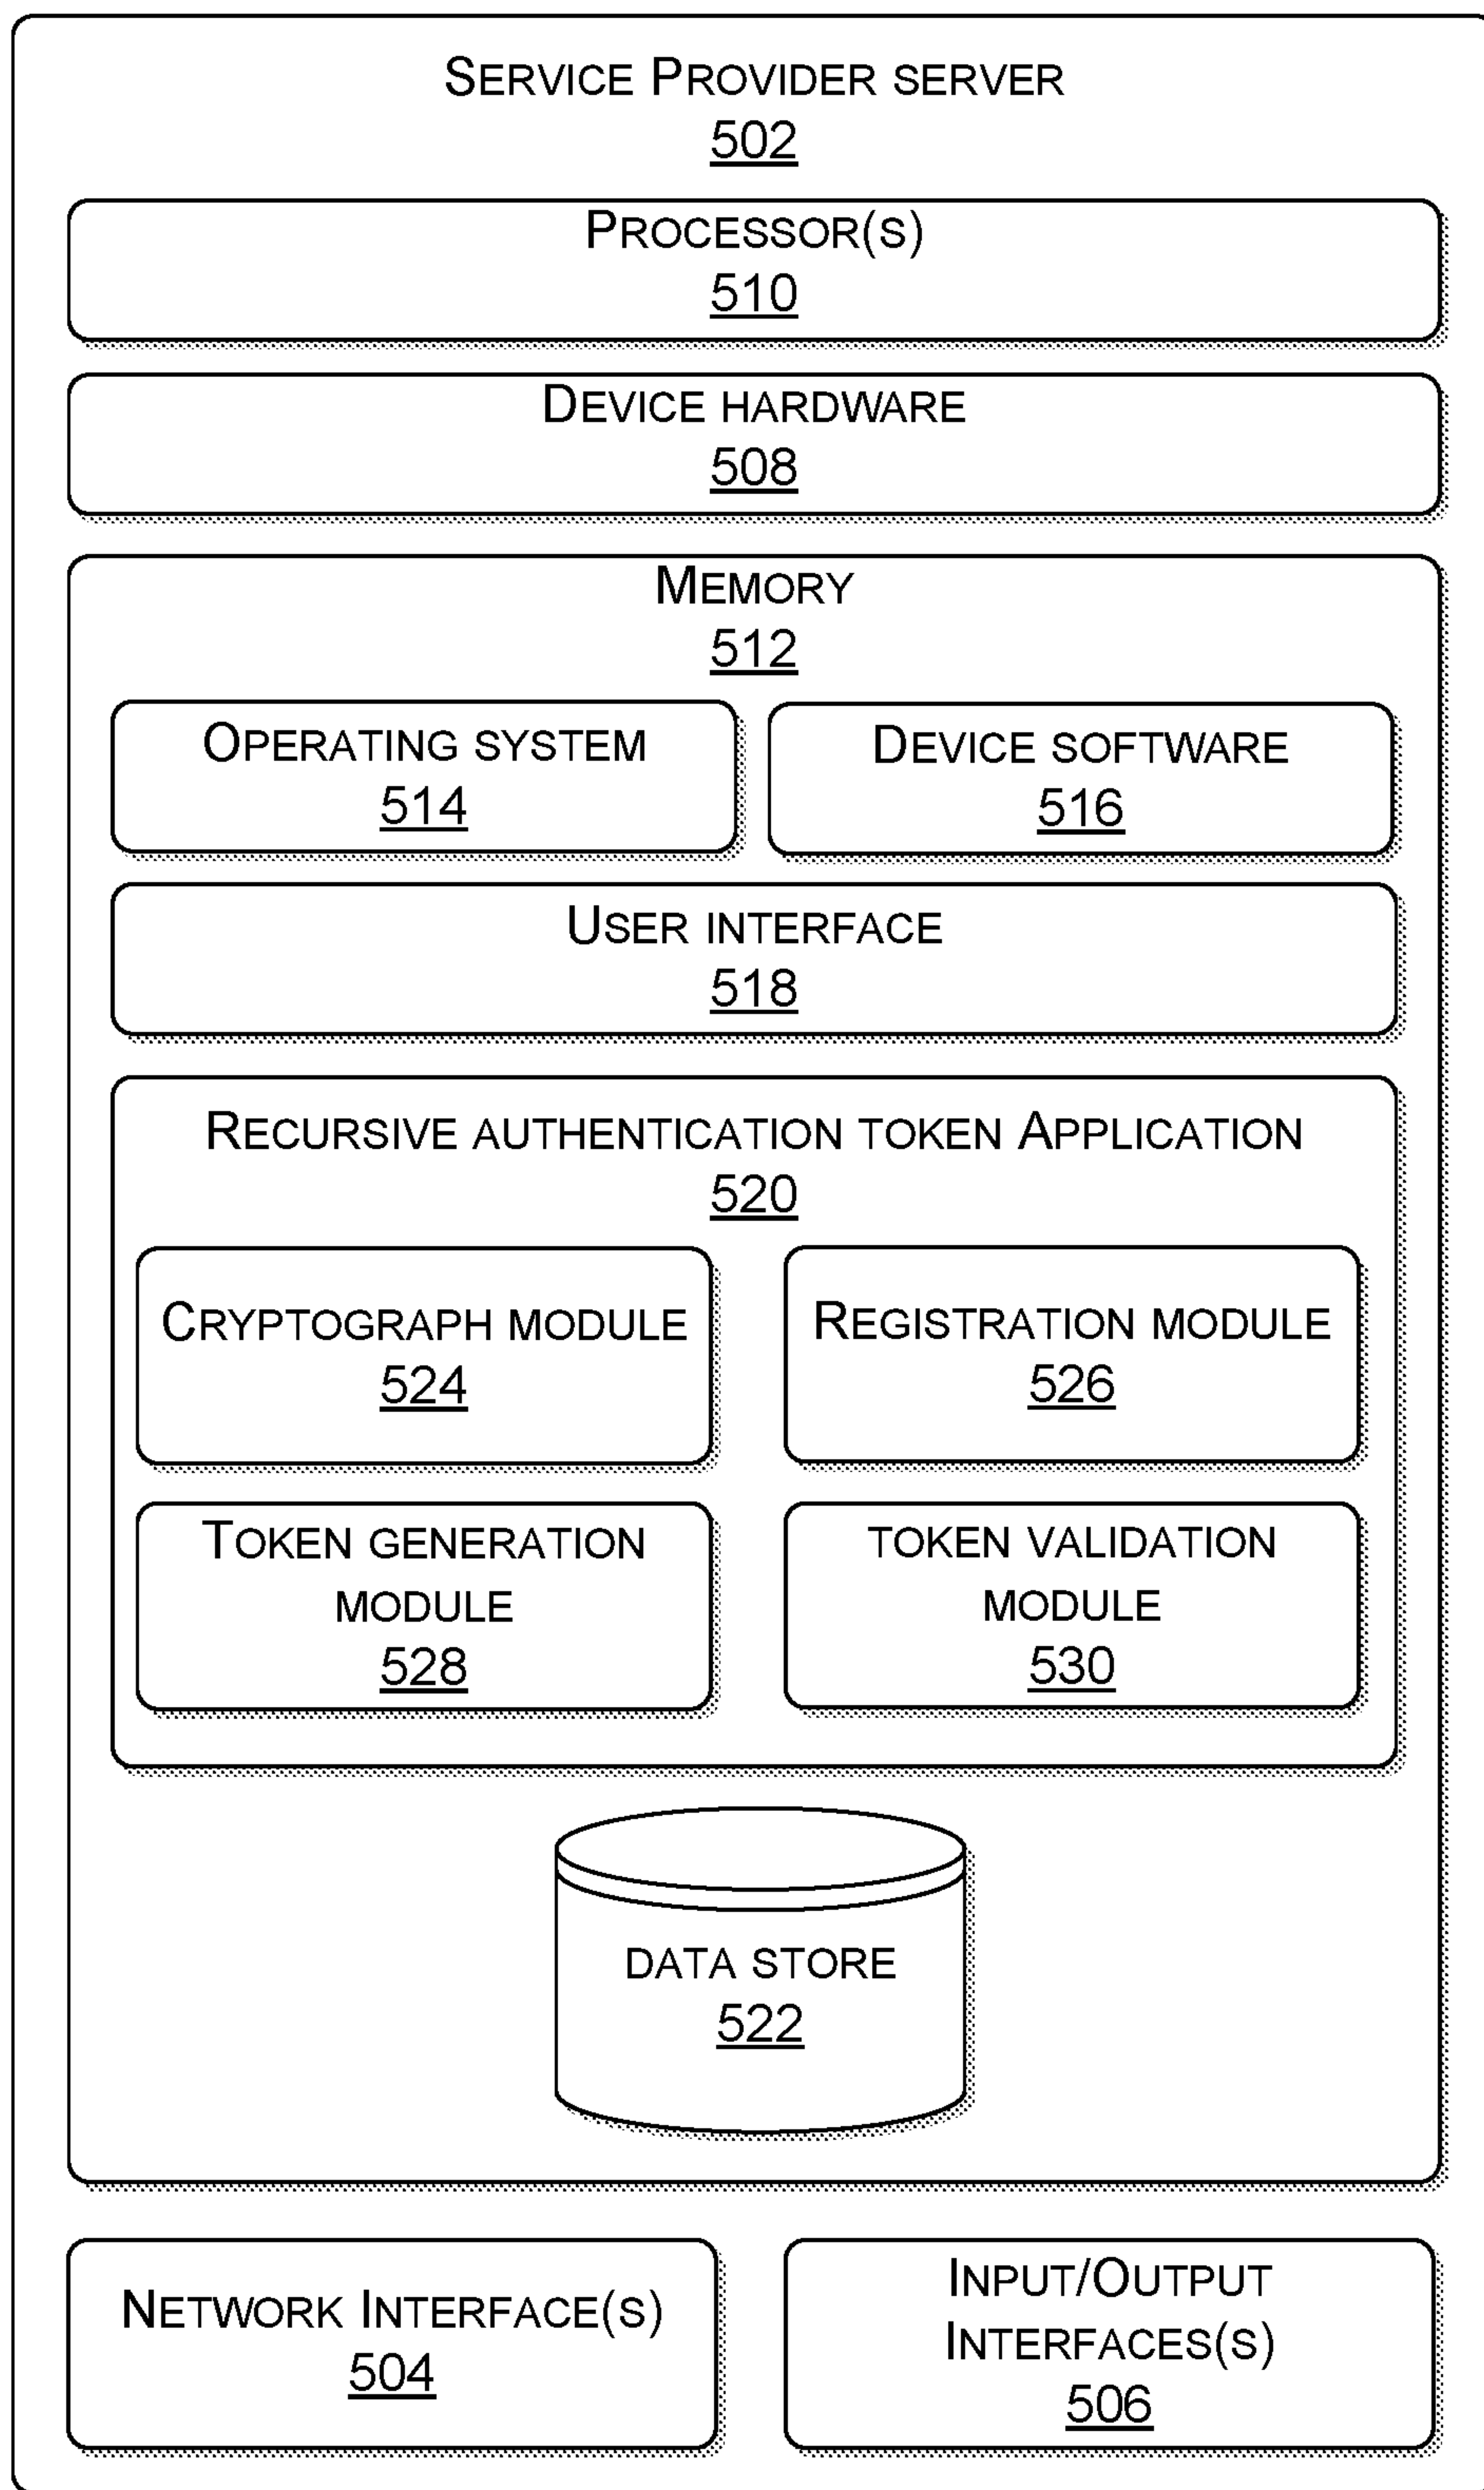 SERVICE PROVIDER SERVER
502
PROCESSOR(S)
510
DEVICE HARDWARE
508
MEMORY
512
OPERATING SYSTEM
514
DEVICE SOFTWARE
516
USER INTERFACE
518
RECURSIVE AUTHENTICATION TOKEN APPLICATION
520
CRYPTOGRAPH MODULE
524
REGISTRATION MODULE
526
TOKEN GENERATION
MODULE
528
TOKEN VALIDATION
MODULE
530
DATA STORE
522
NETWORK INTERFACE(S)
504
INPUT/OUTPUT
INTERFACES(S)
506